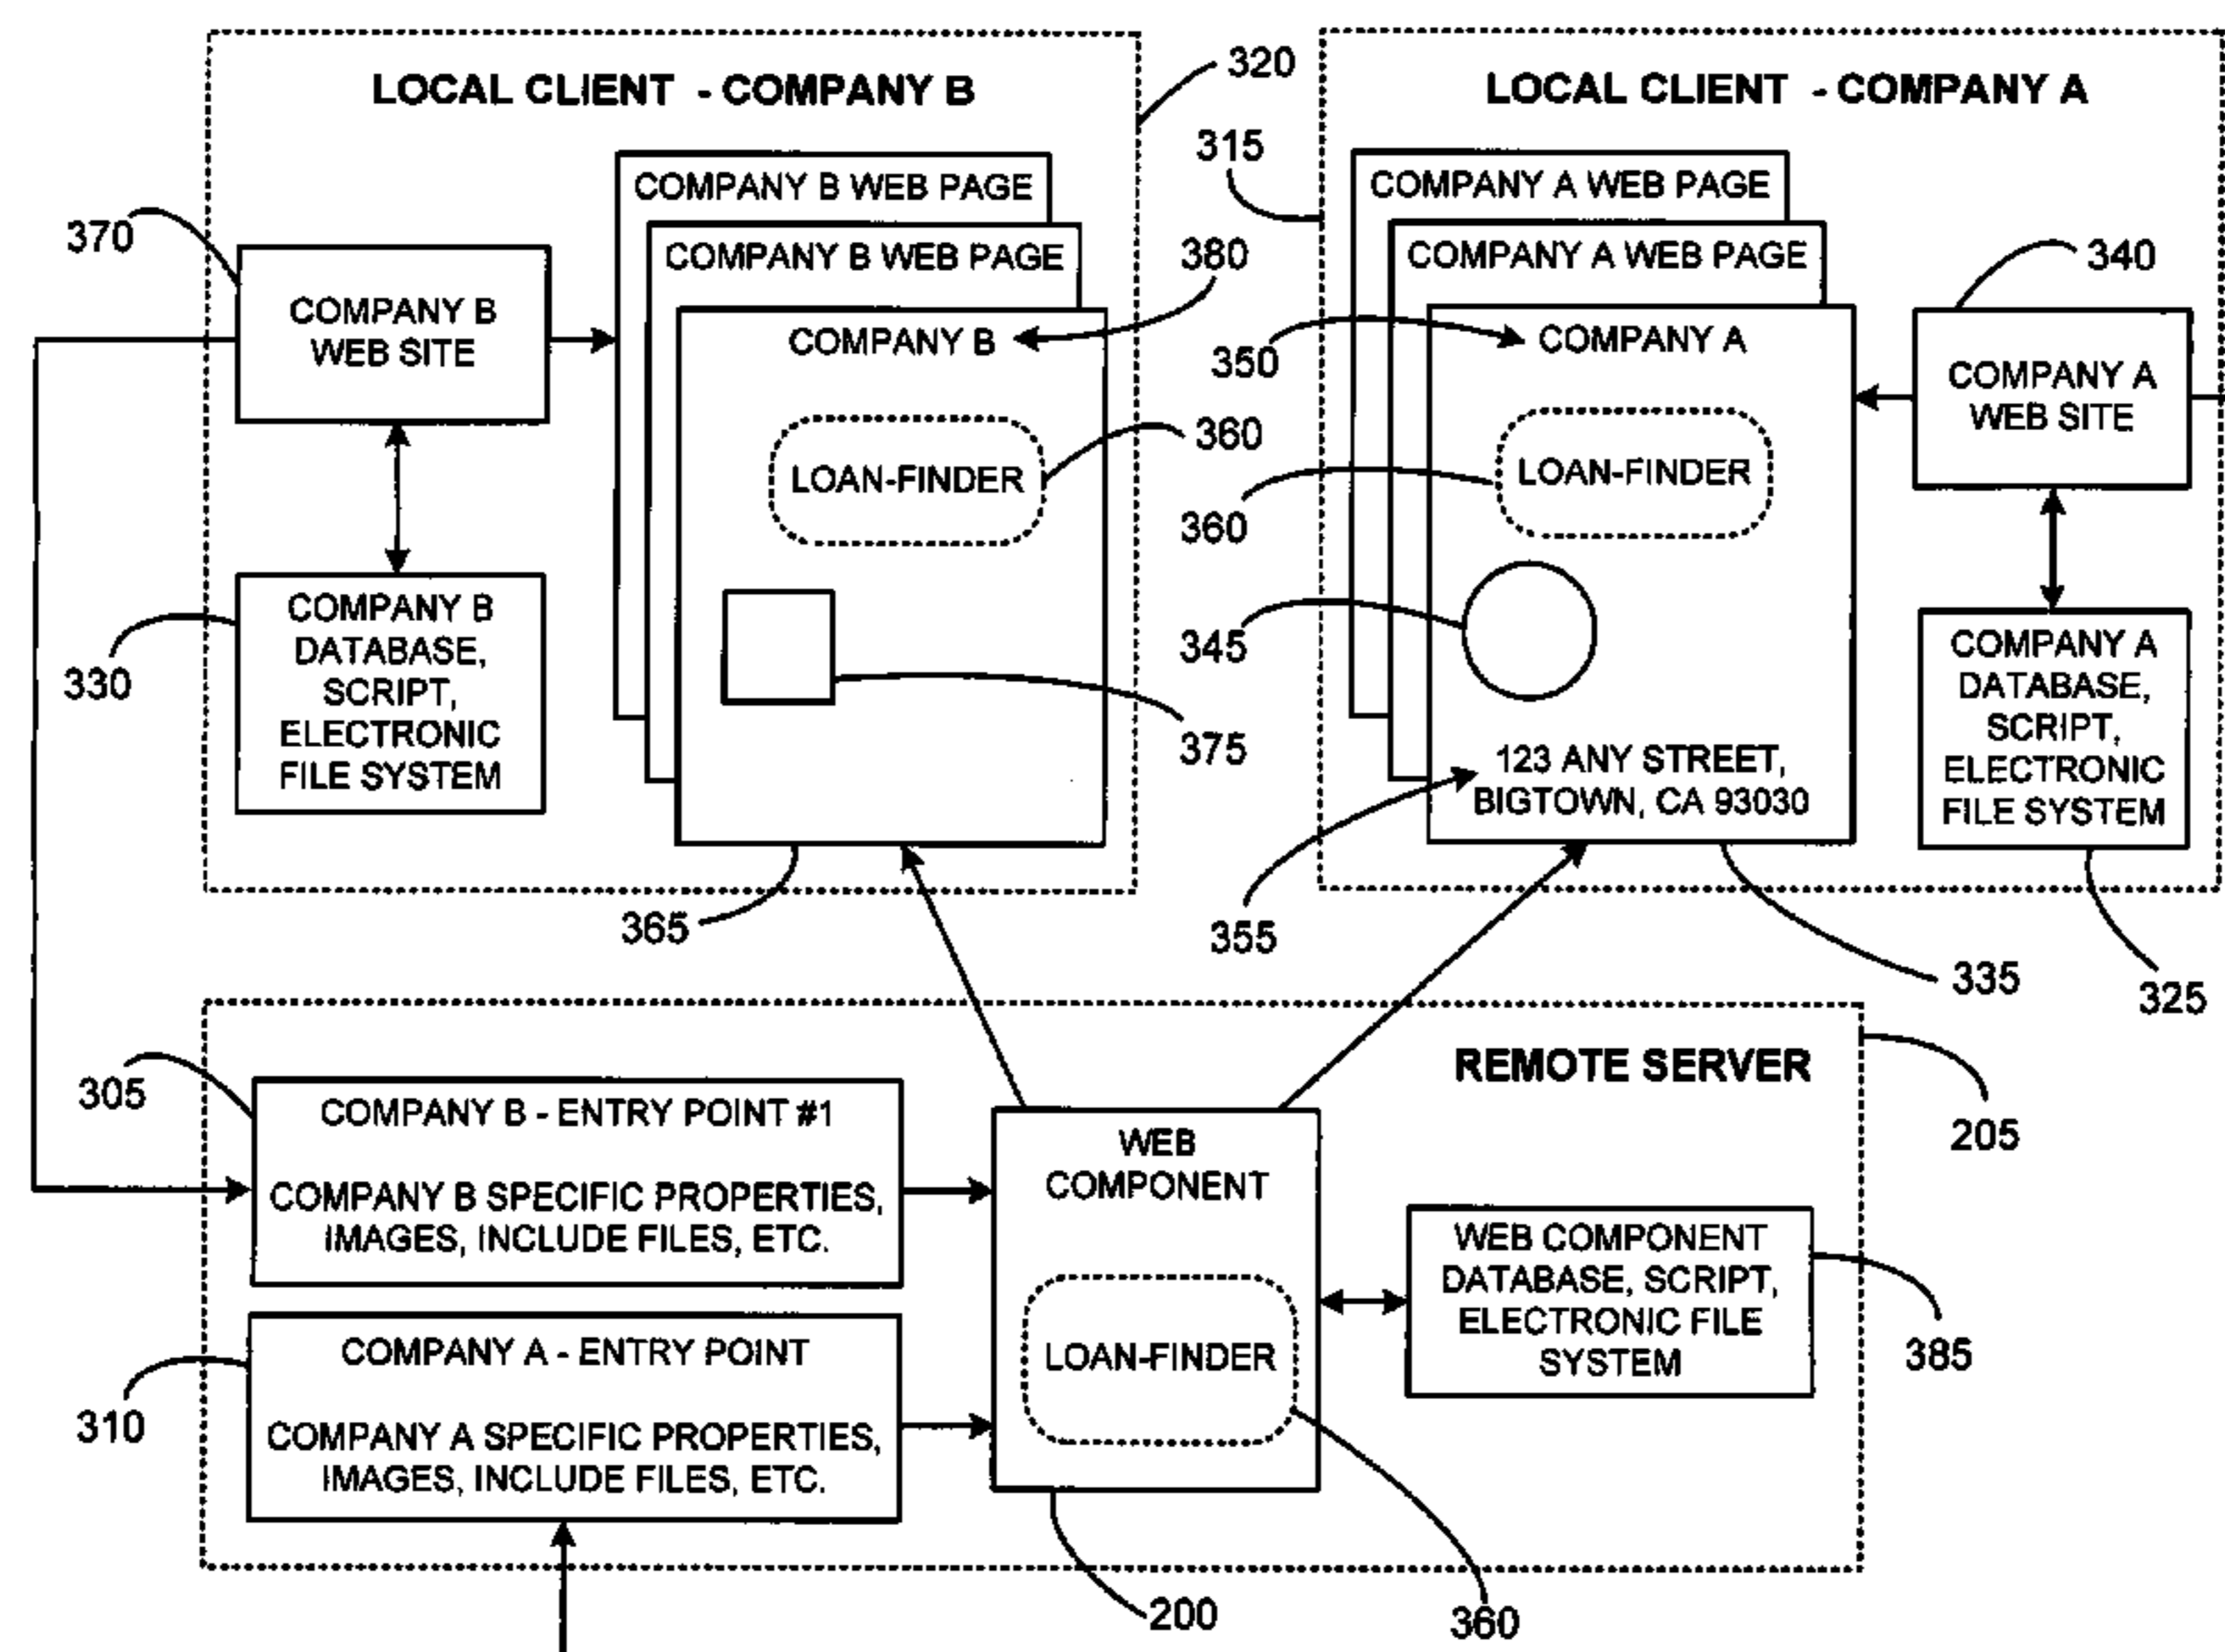 LOCAL CLIENT - COMPANY B
320
370
COMPANY B
WEB SITE
COMPANY B WEB PAGE
COMPANY B WEB PAGE
380
COMPANY B
LOAN-FINDER
360
330
COMPANY B
DATABASE,
SCRIPT,
ELECTRONIC
FILE SYSTEM
375
365
LOCAL CLIENT - COMPANY A
315
COMPANY A WEB PAGE
COMPANY A WEB PAGE
340
350
COMPANY A
COMPANY A
WEB SITE
360
LOAN-FINDER
345
123 ANY STREET,
BIGTOWN, CA 93030
355
COMPANY A
DATABASE,
SCRIPT,
ELECTRONIC
FILE SYSTEM
335
325
REMOTE SERVER
205
305
COMPANY B - ENTRY POINT #1
COMPANY B SPECIFIC PROPERTIES,
IMAGES, INCLUDE FILES, ETC.
310
COMPANY A - ENTRY POINT
COMPANY A SPECIFIC PROPERTIES,
IMAGES, INCLUDE FILES, ETC.
WEB
COMPONENT
LOAN-FINDER
WEB COMPONENT
DATABASE, SCRIPT,
ELECTRONIC FILE
SYSTEM
385
200
360